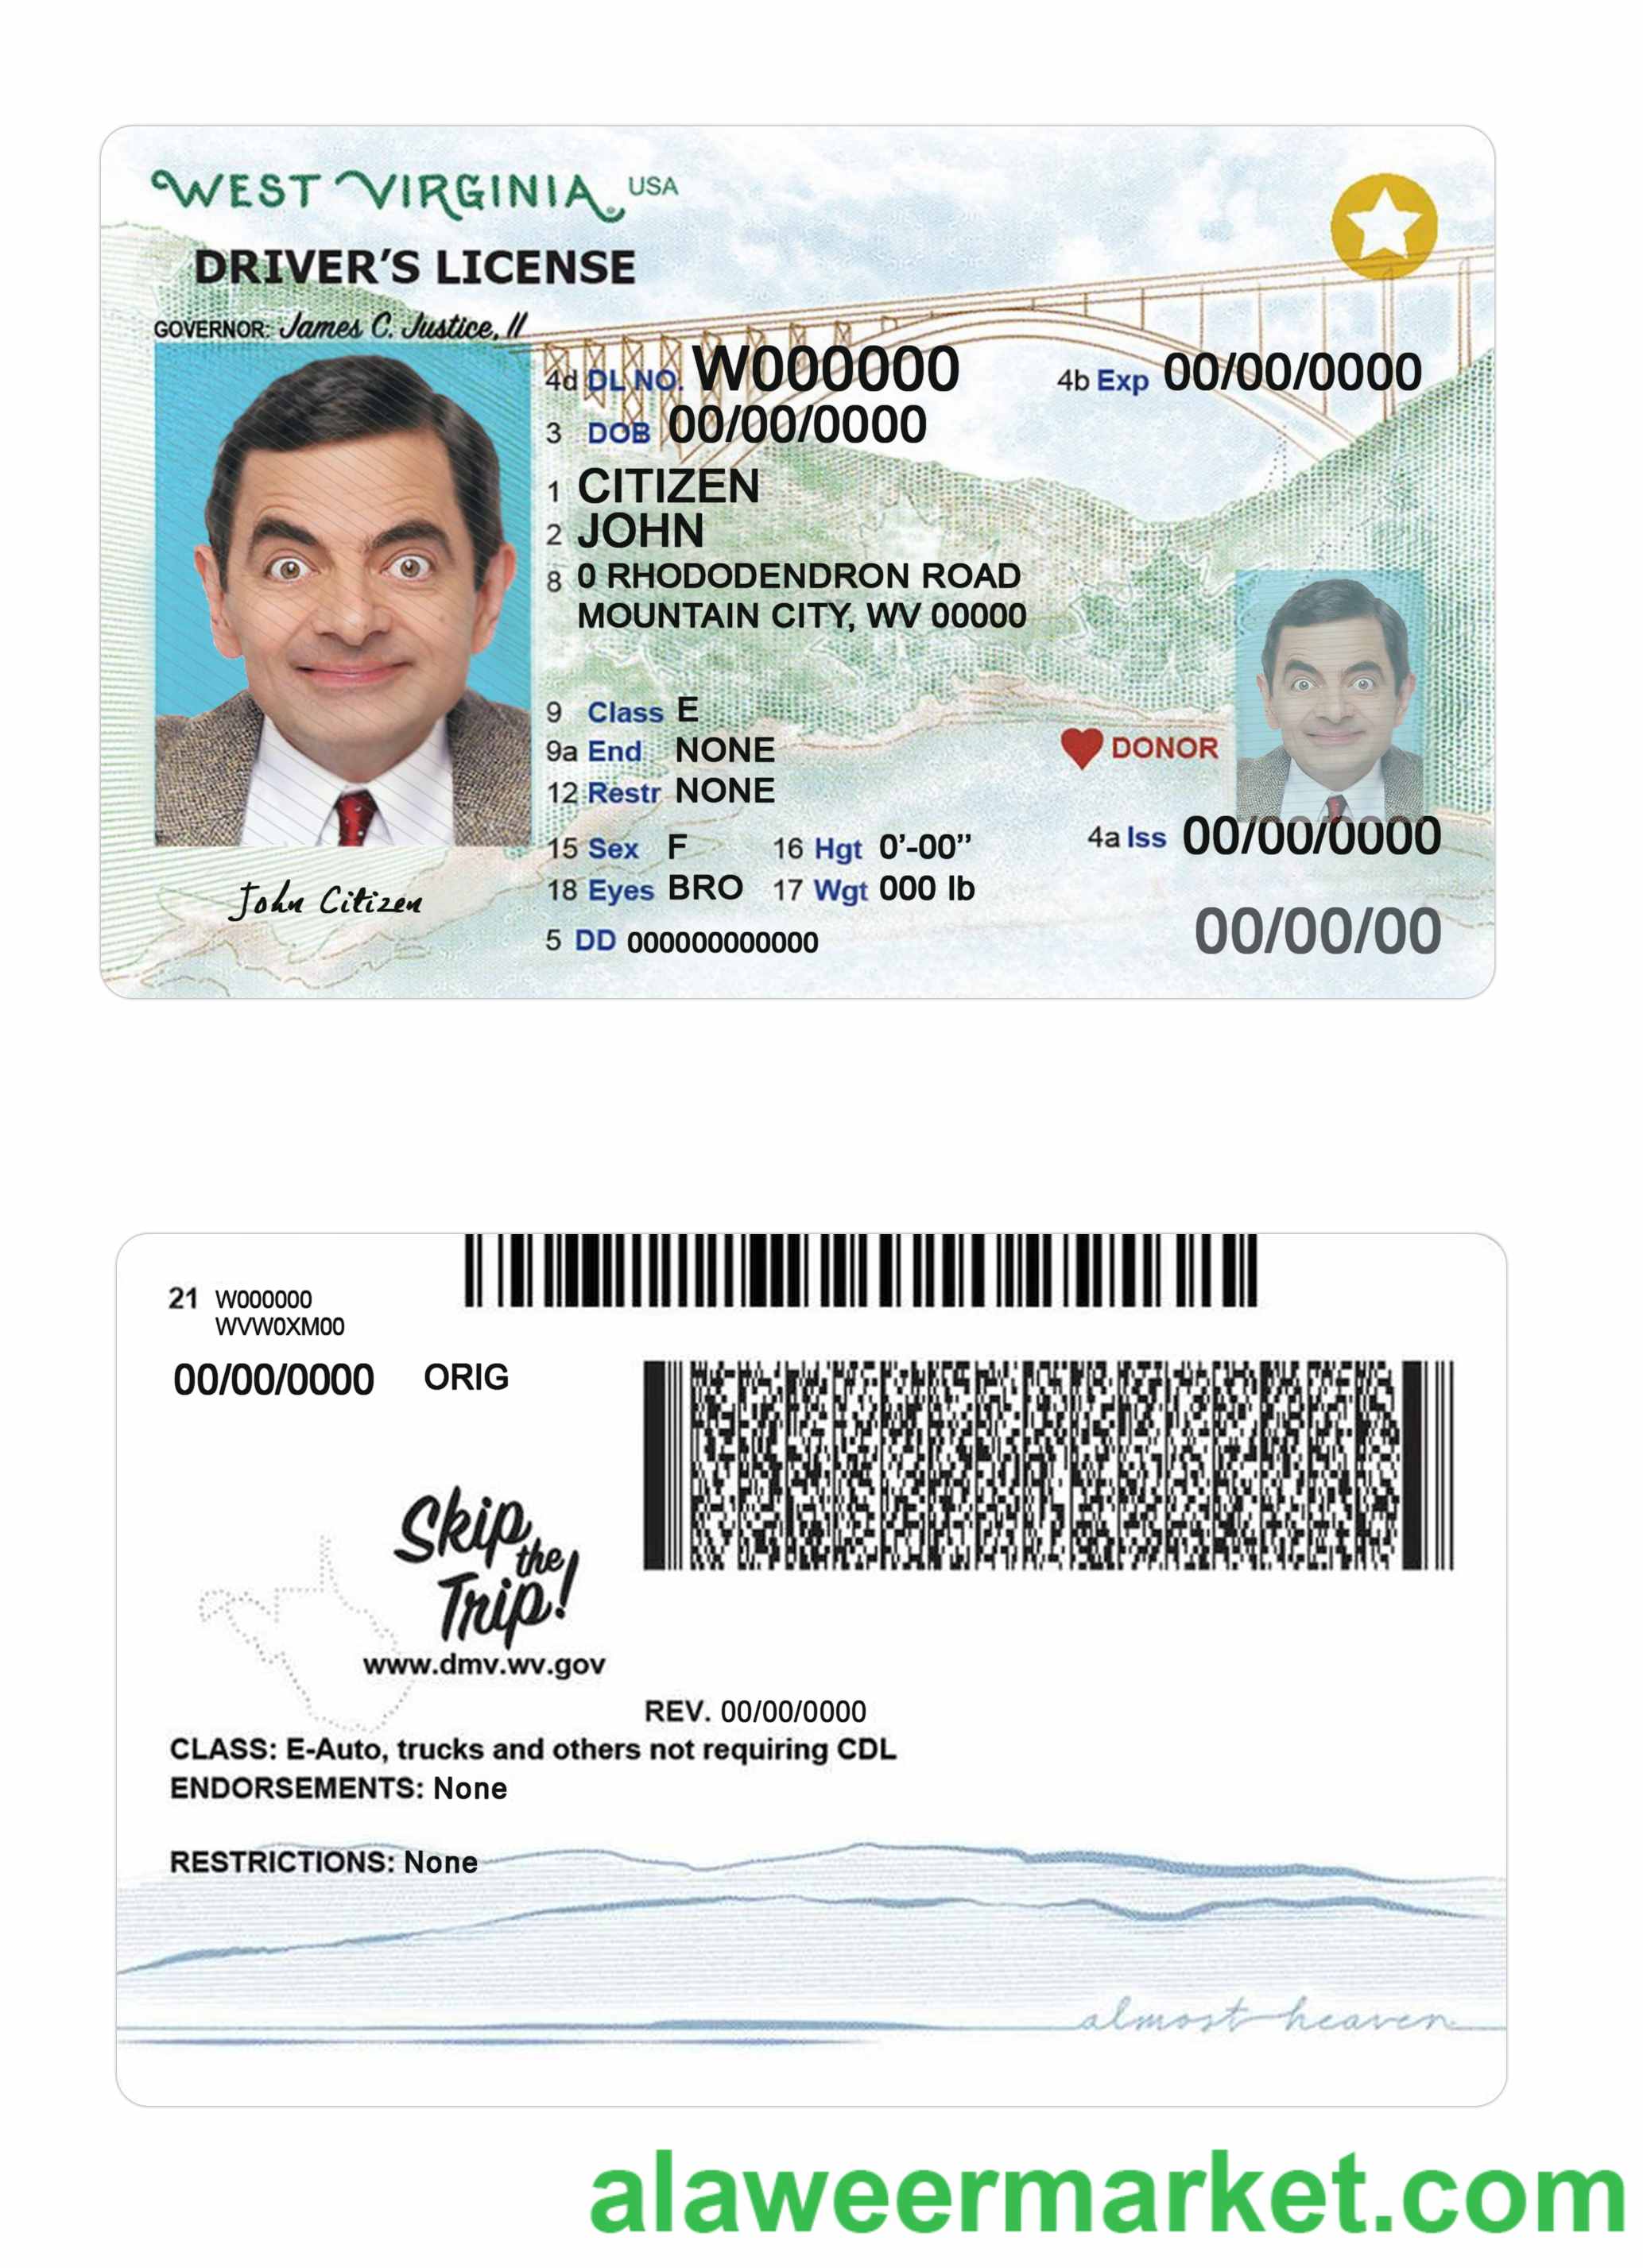 WEST VIRGINIA USA
DRIVER'S LICENSE
GOVERNOR: James C. Justice, II
4d DL NO. W000000 4b Exp 00/00/0000
3 DOB 00/00/0000
1 CITIZEN
2 JOHN
8 0 RHODODENDRON ROAD
MOUNTAIN CITY, WV 00000
9 Class E
9a End NONE
DONOR
12 Restr NONE
15 Sex F 16 Hgt 0'-00” 4a Iss 00/00/0000
18 Eyes BRO 17 Wgt 000 lb
John Citizen
5 DD 000000000000 00/00/00
21 W000000
WVW0XM00
00/00/0000 ORIG
Skip
the
Trip!
www.dmv.wv.gov
REV. 00/00/0000
CLASS: E-Auto, trucks and others not requiring CDL
ENDORSEMENTS: None
RESTRICTIONS: None
almost heaven
alaweermarket.com